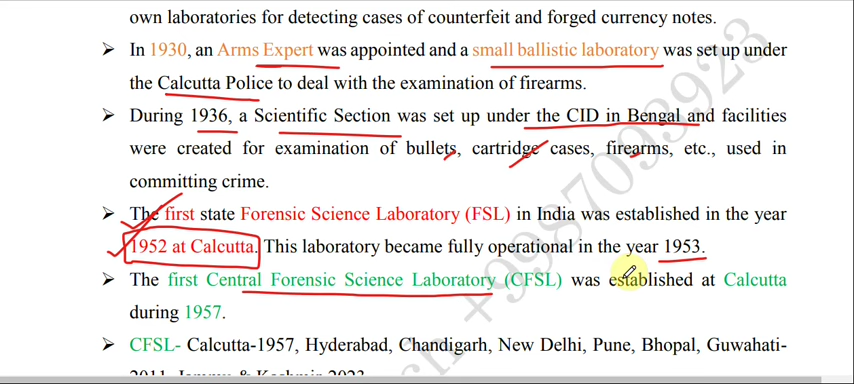 own laboratories for detecting cases of counterfeit and forged currency notes.
➢ In 1930, an Arms Expert was appointed and a small ballistic laboratory was set up under
the Calcutta Police to deal with the examination of firearms.
➢ During 1936, a Scientific Section was set up under the CID in Bengal and facilities
were created for examination of bullets, cartridge cases, firearms, etc., used in
committing crime.
➢ The first state Forensic Science Laboratory (FSL) in India was established in the year
1952 at Calcutta. This laboratory became fully operational in the year 1953.
➢ The first Central Forensic Science Laboratory (CFSL) was established at Calcutta
during 1957.
➢ CFSL- Calcutta-1957, Hyderabad, Chandigarh, New Delhi, Pune, Bhopal, Guwahati-
2011, Jammu & Kashmir 2023